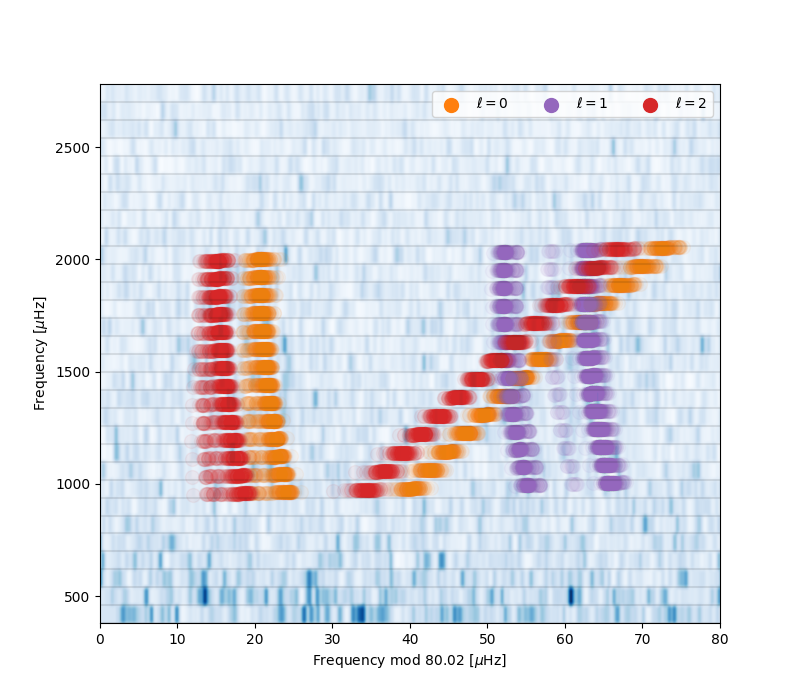 ℓ = 0 ℓ = 1 ℓ = 2
2500
2000
1500
1000
500
Frequency [μHz]
0 10 20 30 40 50 60 70 80
Frequency mod 80.02 [μHz]